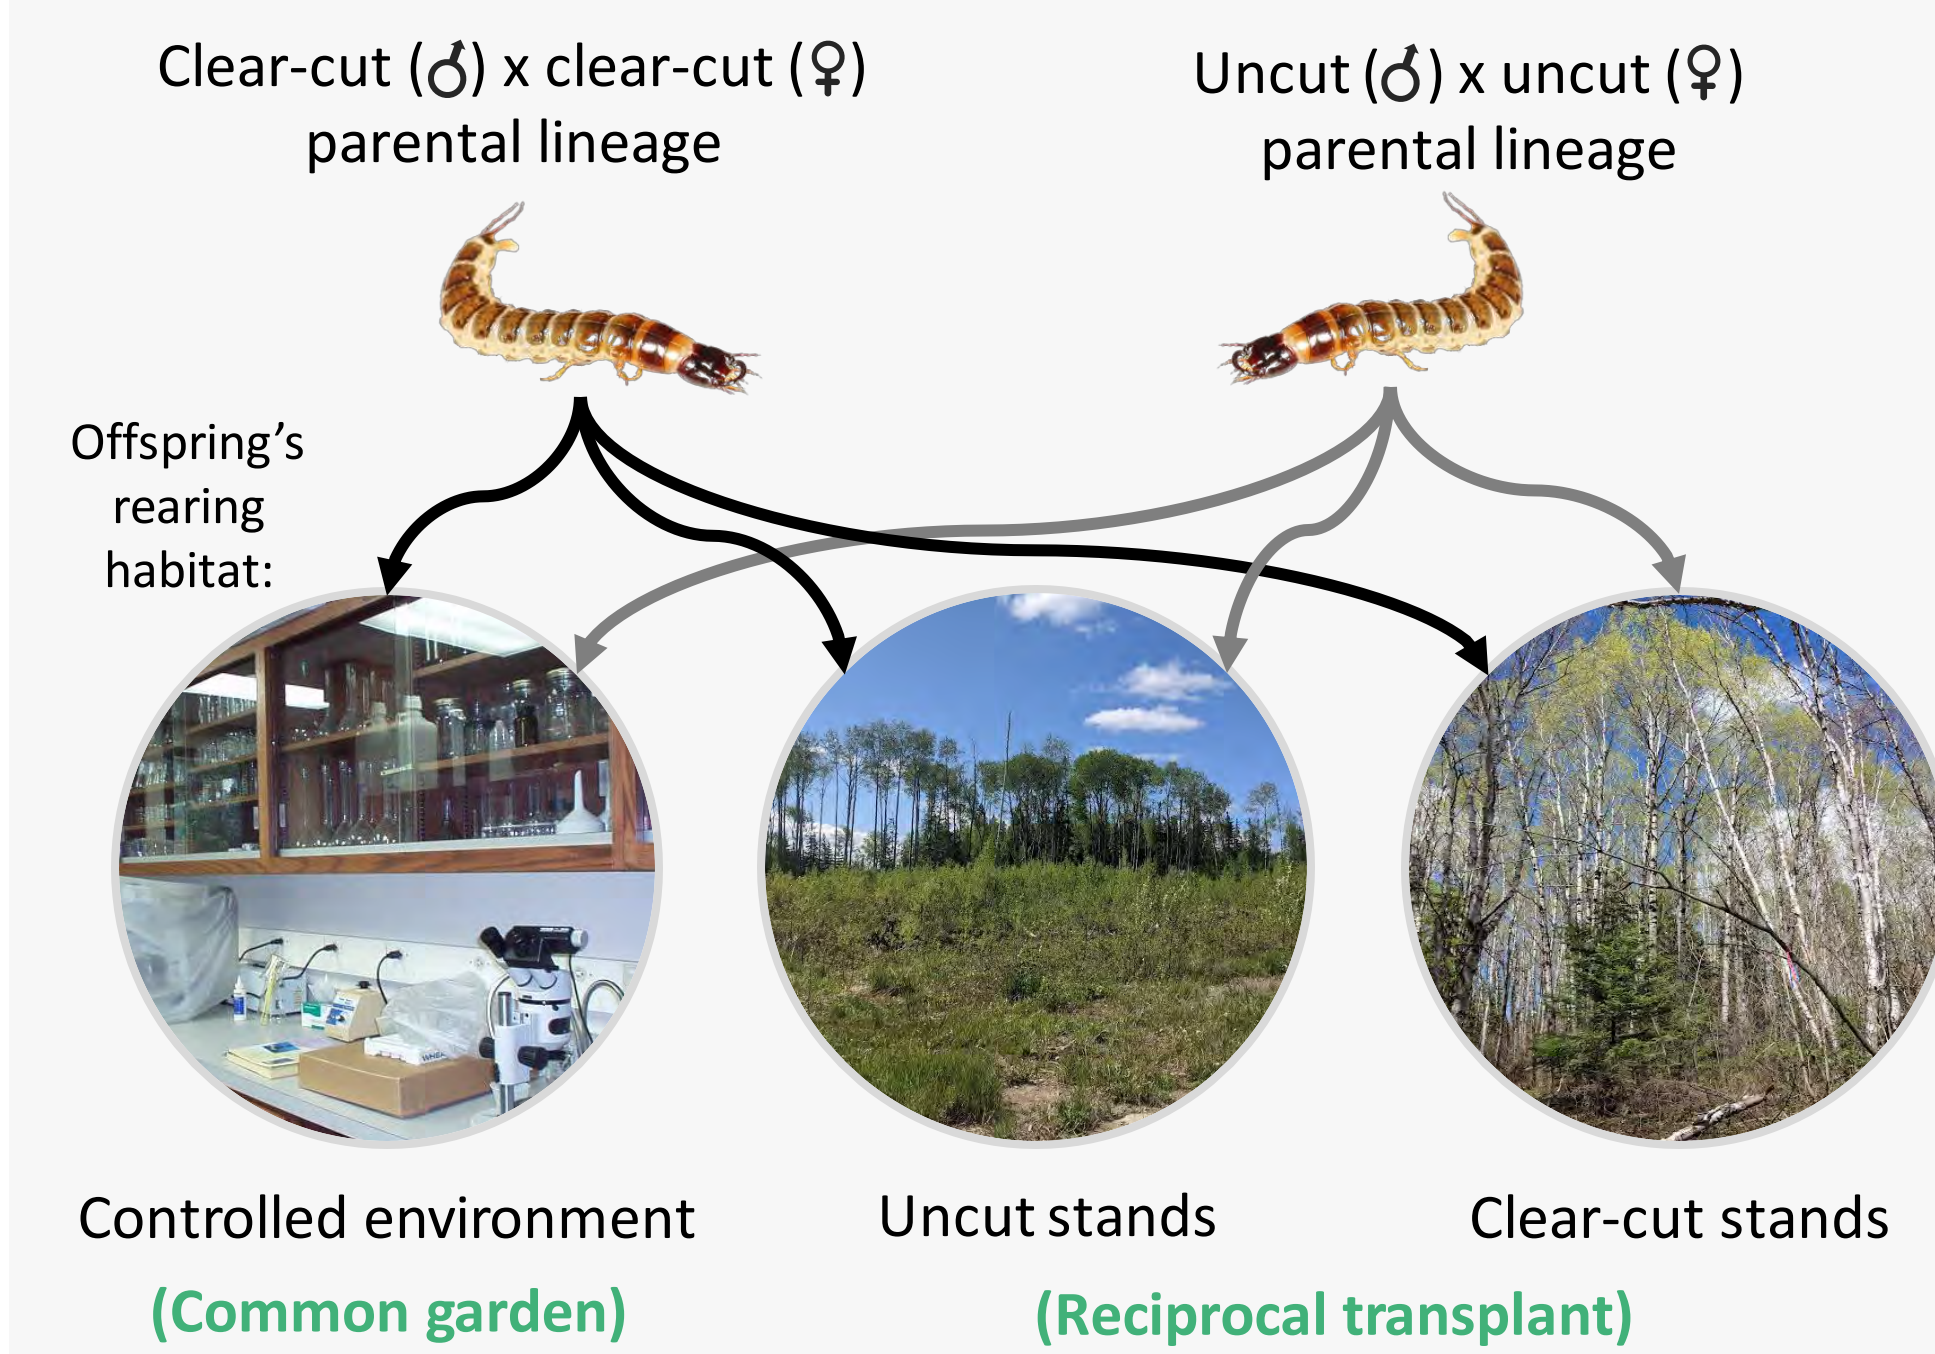 Clear-cut (♂) x clear-cut (♀)
parental lineage
Uncut (♂) x uncut (♀)
parental lineage
Offspring’s
rearing
habitat:
WHEA
Controlled environment
Uncut stands
Clear-cut stands
(Common garden)
(Reciprocal transplant)